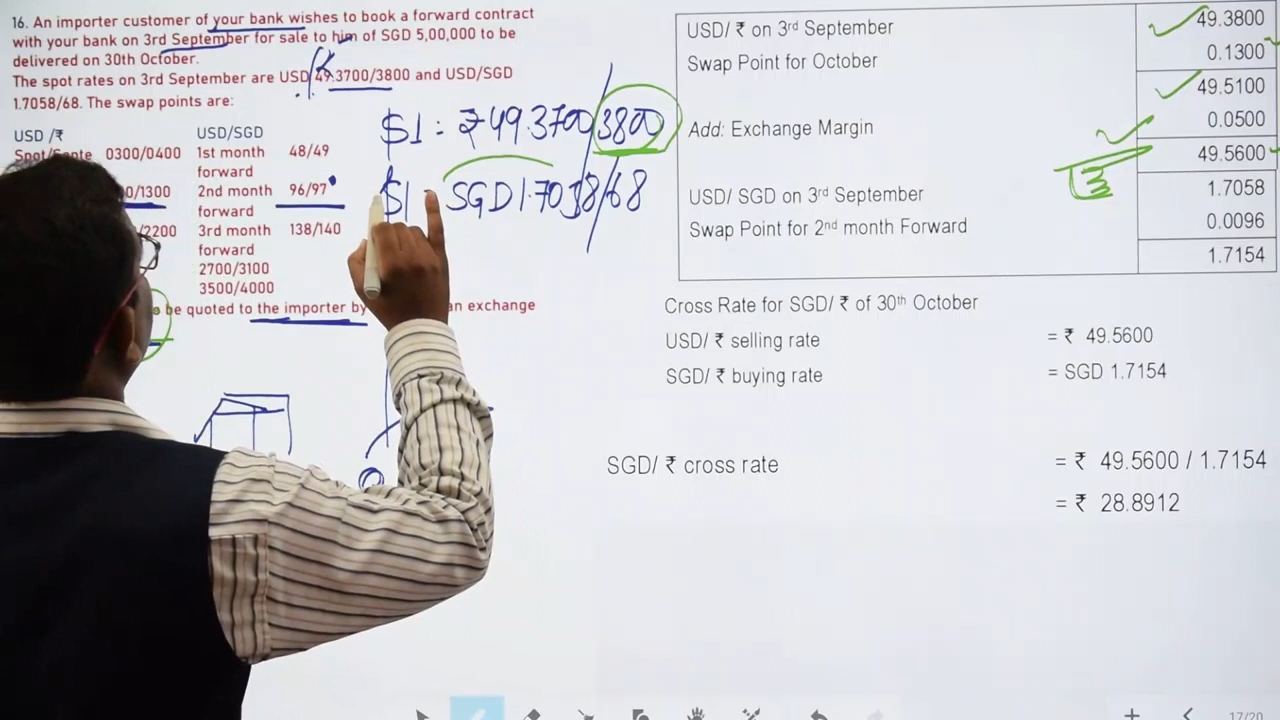 16. An importer customer of your bank wishes to book a forward contract
with your bank on 3rd September for sale to him of SGD 5,00,000 to be
delivered on 30th October.
The spot rates on 3rd September are USD 49.3700/3800 and USD/SGD
1.7058/68. The swap points are:
USD /₹ USD/SGD
0300/0400 1st month 48/49
forward
/1300 2nd month 96/97
forward
/2200 3rd month 138/140
forward
2700/3100
3500/4000
be quoted to the importer by an exchange
$1 = ₹49.3700/3800
$1 = SGD 1.7058/68
USD/ ₹ on 3rd September 49.3800
Swap Point for October 0.1300
49.5100
Add: Exchange Margin 0.0500
49.5600
USD/ SGD on 3rd September 1.7058
Swap Point for 2nd month Forward 0.0096
1.7154
Cross Rate for SGD/ ₹ of 30th October
USD/ ₹ selling rate = ₹ 49.5600
SGD/ ₹ buying rate = SGD 1.7154
SGD/ ₹ cross rate = ₹ 49.5600 / 1.7154
= ₹ 28.8912
17/20